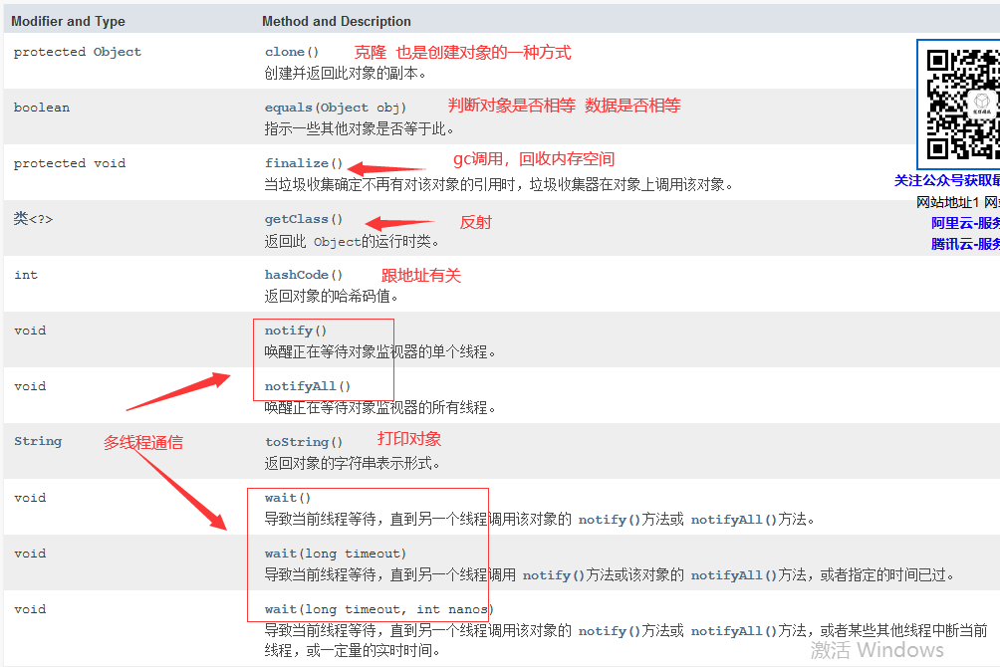 Modifier and Type Method and Description
protected Object clone() 克隆 也是创建对象的一种方式
创建并返回此对象的副本。
boolean equals(Object obj) 判断对象是否相等 数据是否相等
指示一些其他对象是否等于此。
protected void finalize() gc调用，回收内存空间
当垃圾收集确定不再有对该对象的引用时，垃圾收集器在对象上调用该对象。
关注公众号获取最
网站地址1 网
类<?> getClass() 反射
阿里云-服务
返回此 Object的运行时类。
腾讯云-服务
int hashCode() 跟地址有关
返回对象的哈希码值。
void notify()
唤醒正在等待对象监视器的单个线程。
void notifyAll()
唤醒正在等待对象监视器的所有线程。
String 多线程通信 toString() 打印对象
返回对象的字符串表示形式。
void wait()
导致当前线程等待，直到另一个线程调用该对象的 notify()方法或 notifyAll()方法。
void wait(long timeout)
导致当前线程等待，直到另一个线程调用 notify()方法或该对象的 notifyAll()方法，或者指定的时间已过。
void wait(long timeout, int nanos)
导致当前线程等待，直到另一个线程调用该对象的 notify()方法或 notifyAll()方法，或者某些其他线程中断当前
线程，或一定量的实时时间。
激活 Windows